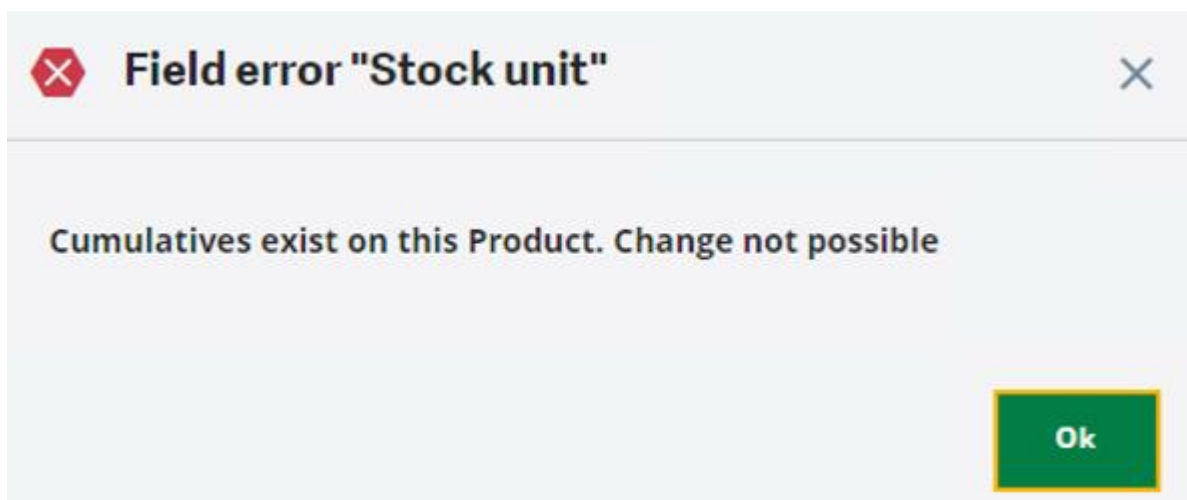 Field error "Stock unit"
Cumulatives exist on this Product. Change not possible
Ok